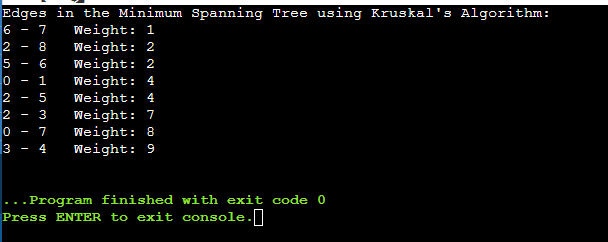 Edges in the Minimum Spanning Tree using Kruskal's Algorithm:
6 - 7   Weight: 1
2 - 8   Weight: 2
5 - 6   Weight: 2
0 - 1   Weight: 4
2 - 5   Weight: 4
2 - 3   Weight: 7
0 - 7   Weight: 8
3 - 4   Weight: 9
...Program finished with exit code 0
Press ENTER to exit console.